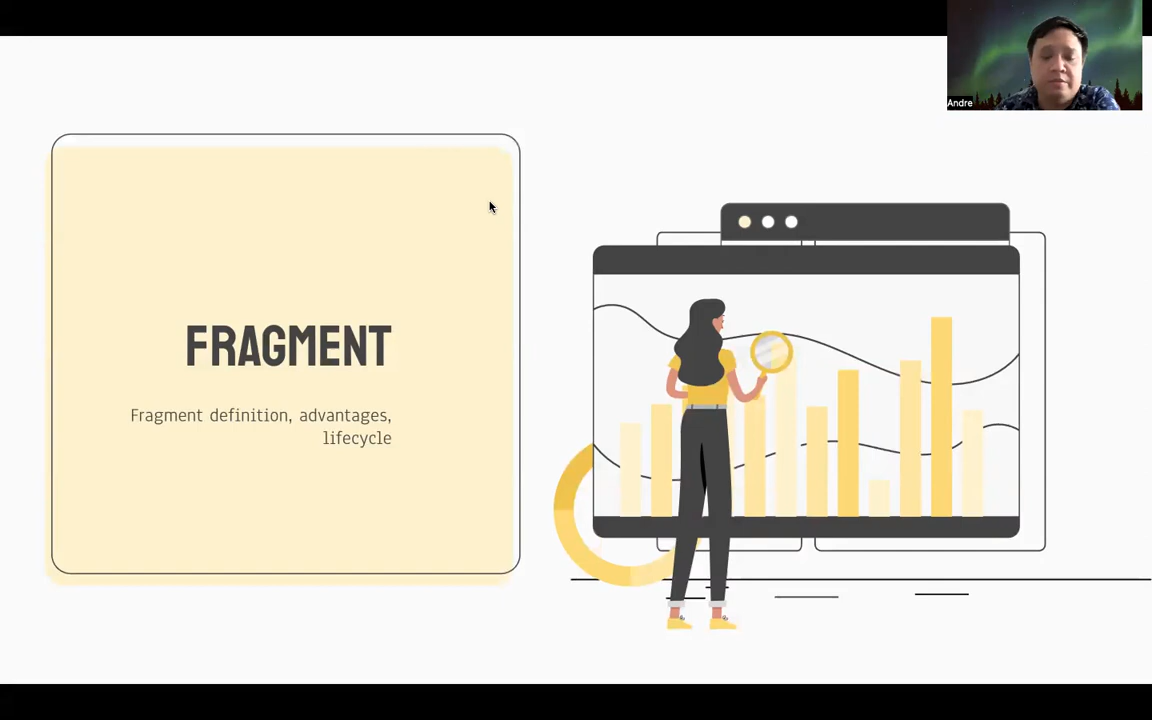 Andre
FRAGMENT
Fragment definition, advantages,
lifecycle